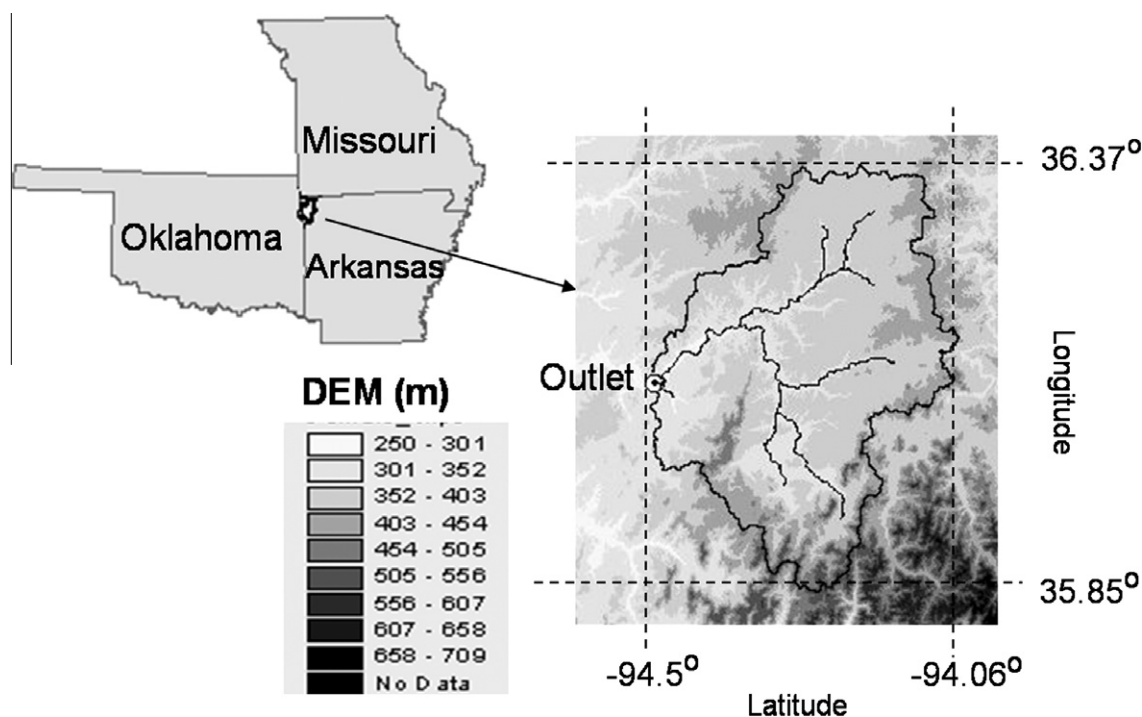 Missouri
Oklahoma
Arkansas
36.37°
Longitude
Outlet
DEM (m)
250 - 301
301 - 352
352 - 403
403 - 454
454 - 505
505 - 556
556 - 607
607 - 658
658 - 709
No Data
35.85°
-94.5°
-94.06°
Latitude